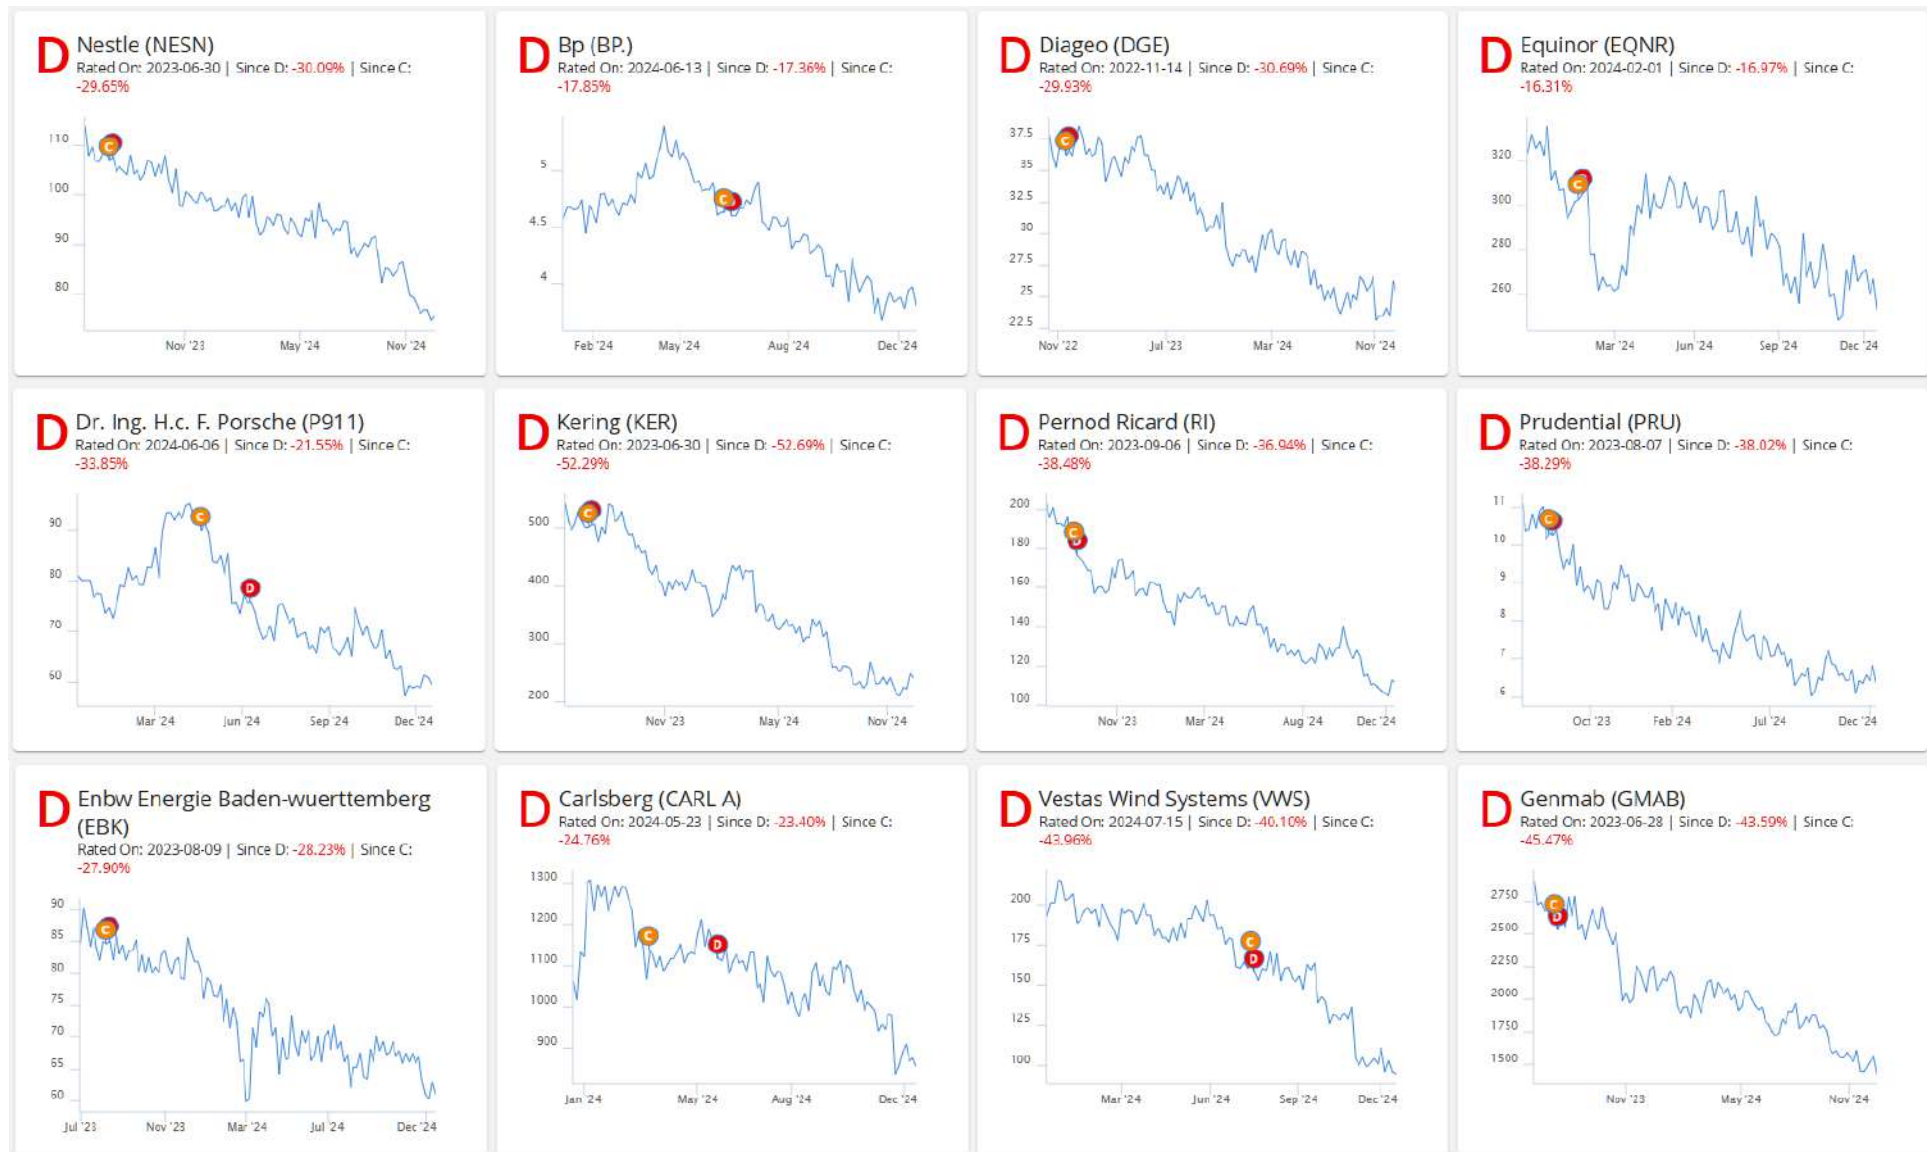 D
Nestle (NESN)
Rated On: 2023-06-30 | Since D: -30.09% | Since C:
-29.65%
110
100
90
80
C
Nov '23
May '24
Nov '24
D
Bp (BP.)
Rated On: 2024-06-13 | Since D: -17.36% | Since C:
-17.85%
5
4.5
4
C
Feb '24
May '24
Aug '24
Dec '24
D
Diageo (DGE)
Rated On: 2022-11-14 | Since D: -30.69% | Since C:
-29.93%
37.5
35
32.5
30
27.5
25
22.5
C
Nov '22
Jul '23
Mar '24
Nov '24
D
Equinor (EQNR)
Rated On: 2024-02-01 | Since D: -16.97% | Since C:
-16.31%
320
300
280
260
C
Mar '24
Jun '24
Sep '24
Dec '24
D
Dr. Ing. H.c. F. Porsche (P911)
Rated On: 2024-06-06 | Since D: -21.55% | Since C:
-33.85%
90
80
70
60
C
D
Mar '24
Jun '24
Sep '24
Dec '24
D
Kering (KER)
Rated On: 2023-06-30 | Since D: -52.69% | Since C:
-52.29%
500
400
300
200
C
Nov '23
May '24
Nov '24
D
Pernod Ricard (RI)
Rated On: 2023-09-06 | Since D: -36.94% | Since C:
-38.48%
200
180
160
140
120
100
C
D
Nov '23
Mar '24
Aug '24
Dec '24
D
Prudential (PRU)
Rated On: 2023-08-07 | Since D: -38.02% | Since C:
-38.29%
11
10
9
8
7
6
C
Oct '23
Feb '24
Jul '24
Dec '24
D
Enbw Energie Baden-wuerttemberg
(EBK)
Rated On: 2023-08-09 | Since D: -28.23% | Since C:
-27.90%
90
85
80
75
70
65
60
C
Jul '23
Nov '23
Mar '24
Jul '24
Dec '24
D
Carlsberg (CARL A)
Rated On: 2024-05-23 | Since D: -23.40% | Since C:
-24.76%
1300
1200
1100
1000
900
C
D
Jan '24
May '24
Aug '24
Dec '24
D
Vestas Wind Systems (VWS)
Rated On: 2024-07-15 | Since D: -40.10% | Since C:
-43.96%
200
175
150
125
100
C
D
Mar '24
Jun '24
Sep '24
Dec '24
D
Genmab (GMAB)
Rated On: 2023-06-28 | Since D: -43.59% | Since C:
-45.47%
2750
2500
2250
2000
1750
1500
C
D
Nov '23
May '24
Nov '24